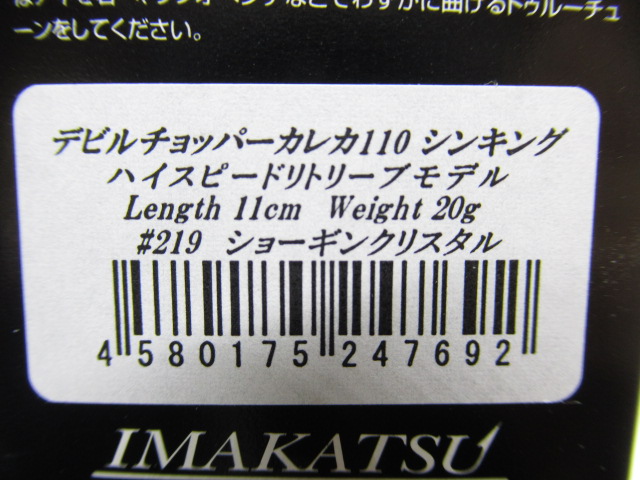 ーンをしてください。
デビルチョッパーカレカ110 シンキング
ハイスピードリトリーブモデル
Length 11cm Weight 20g
#219 ショーギンクリスタル
4 580175 247692
IMAKATSU